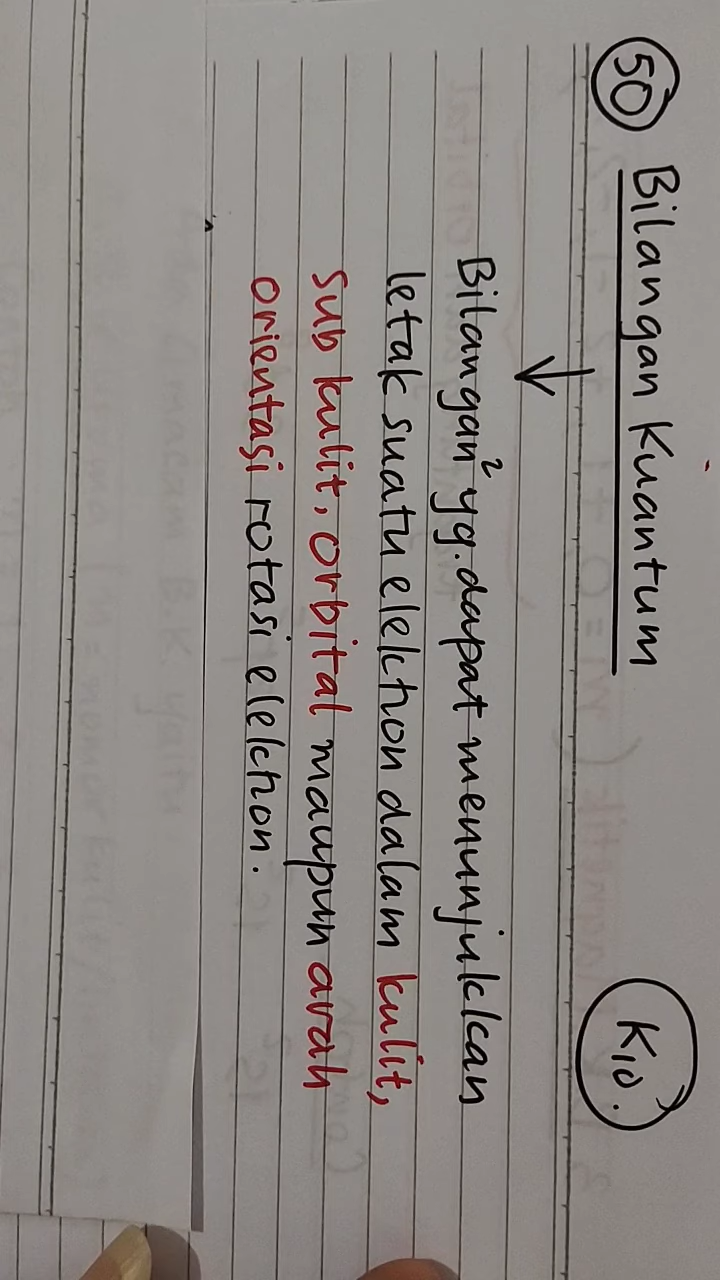 50 Bilangan Kuantum K10.
Bilangan² yg. dapat menunjukkan
letak suatu elektron dalam kulit,
sub kulit, orbital maupun arah
orientasi rotasi elektron.